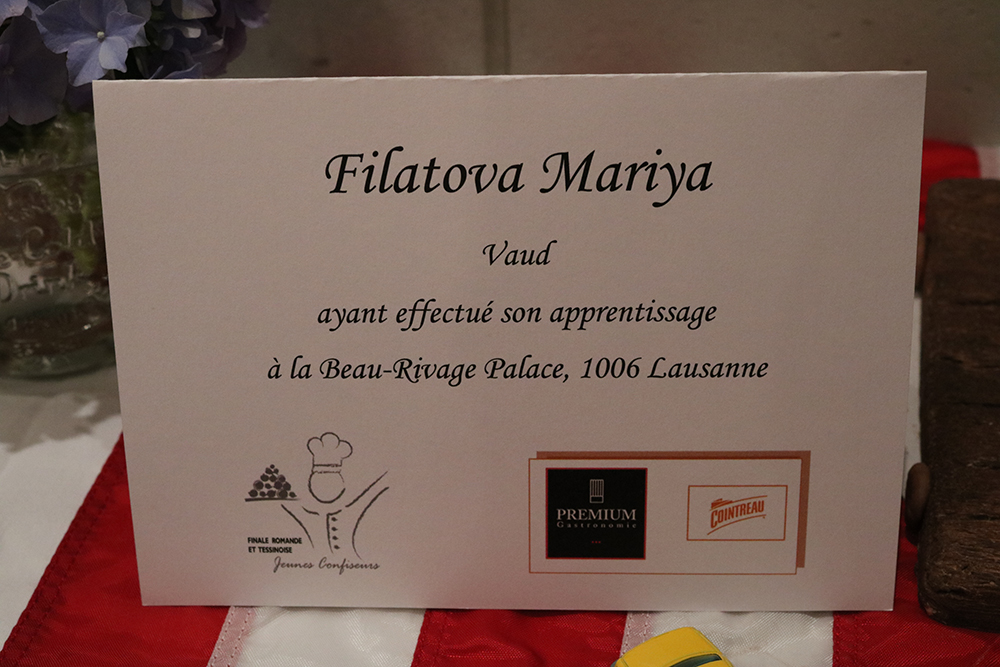 Filatova Mariya
Vaud
ayant effectué son apprentissage
à la Beau-Rivage Palace, 1006 Lausanne
FINALE ROMANDE
ET TESSINOISE
Jeunes Confiseurs
PREMIUM
Gastronomie
COINTREAU